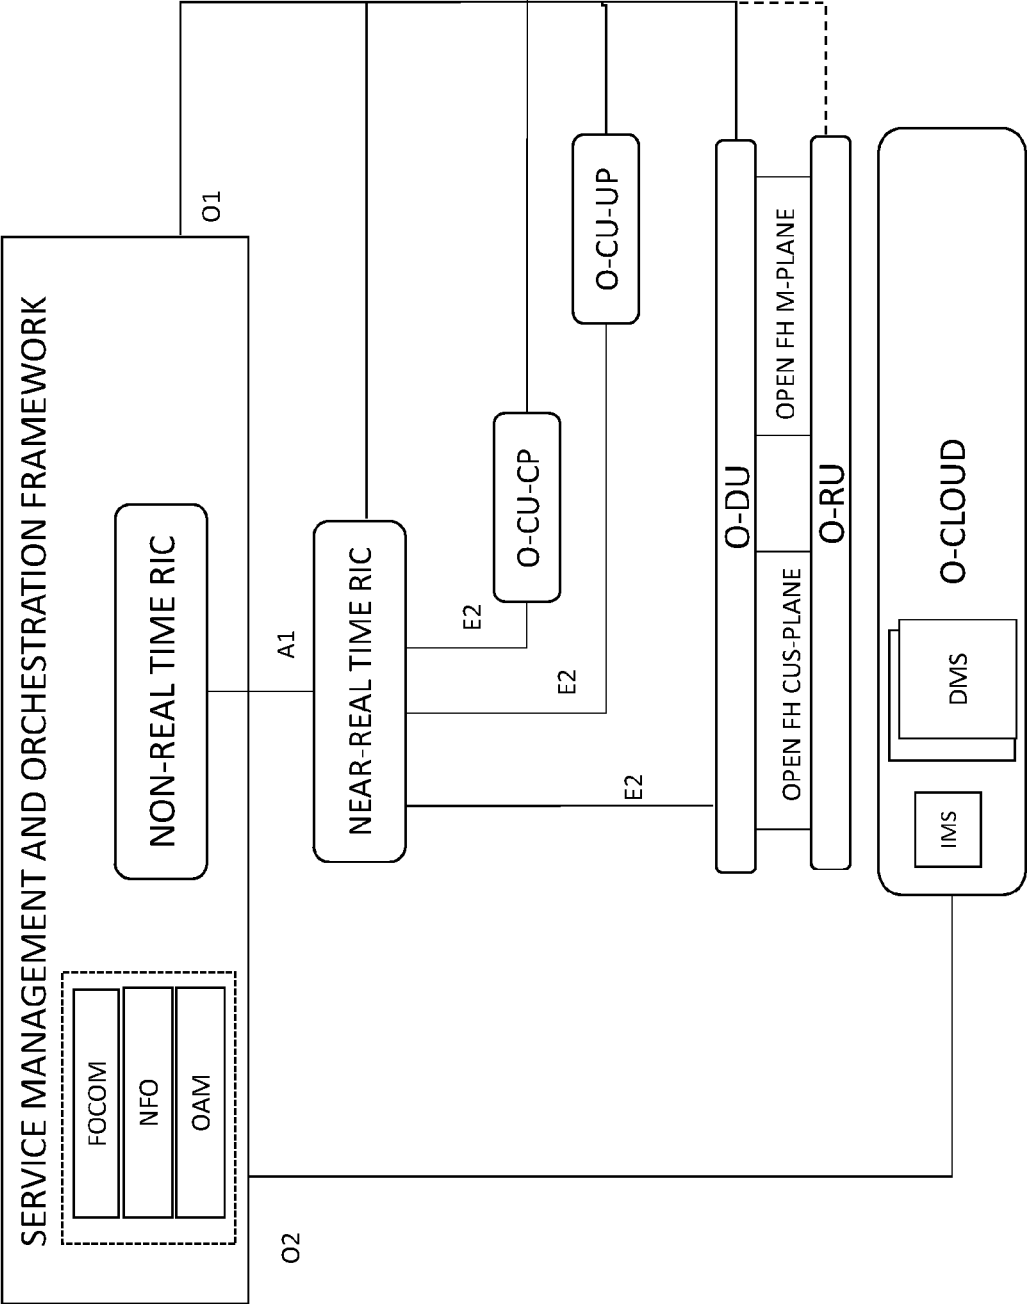 SERVICE MANAGEMENT AND ORCHESTRATION FRAMEWORK
FOCOM
NFO
OAM
NON-REAL TIME RIC
O1
O2
A1
NEAR-REAL TIME RIC
E2
O-CU-CP
E2
O-CU-UP
E2
O-DU
OPEN FH CUS-PLANE
OPEN FH M-PLANE
O-RU
O-CLOUD
IMS
DMS